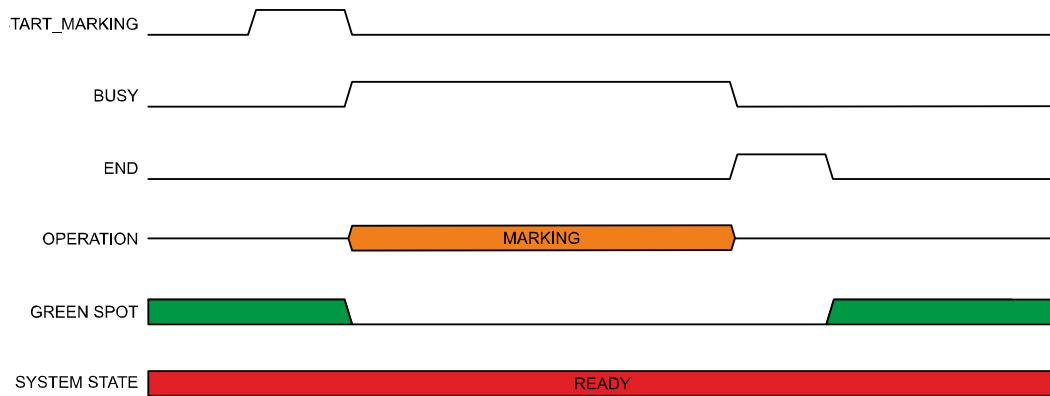 TART_MARKING
BUSY
END
OPERATION
MARKING
GREEN SPOT
SYSTEM STATE
READY